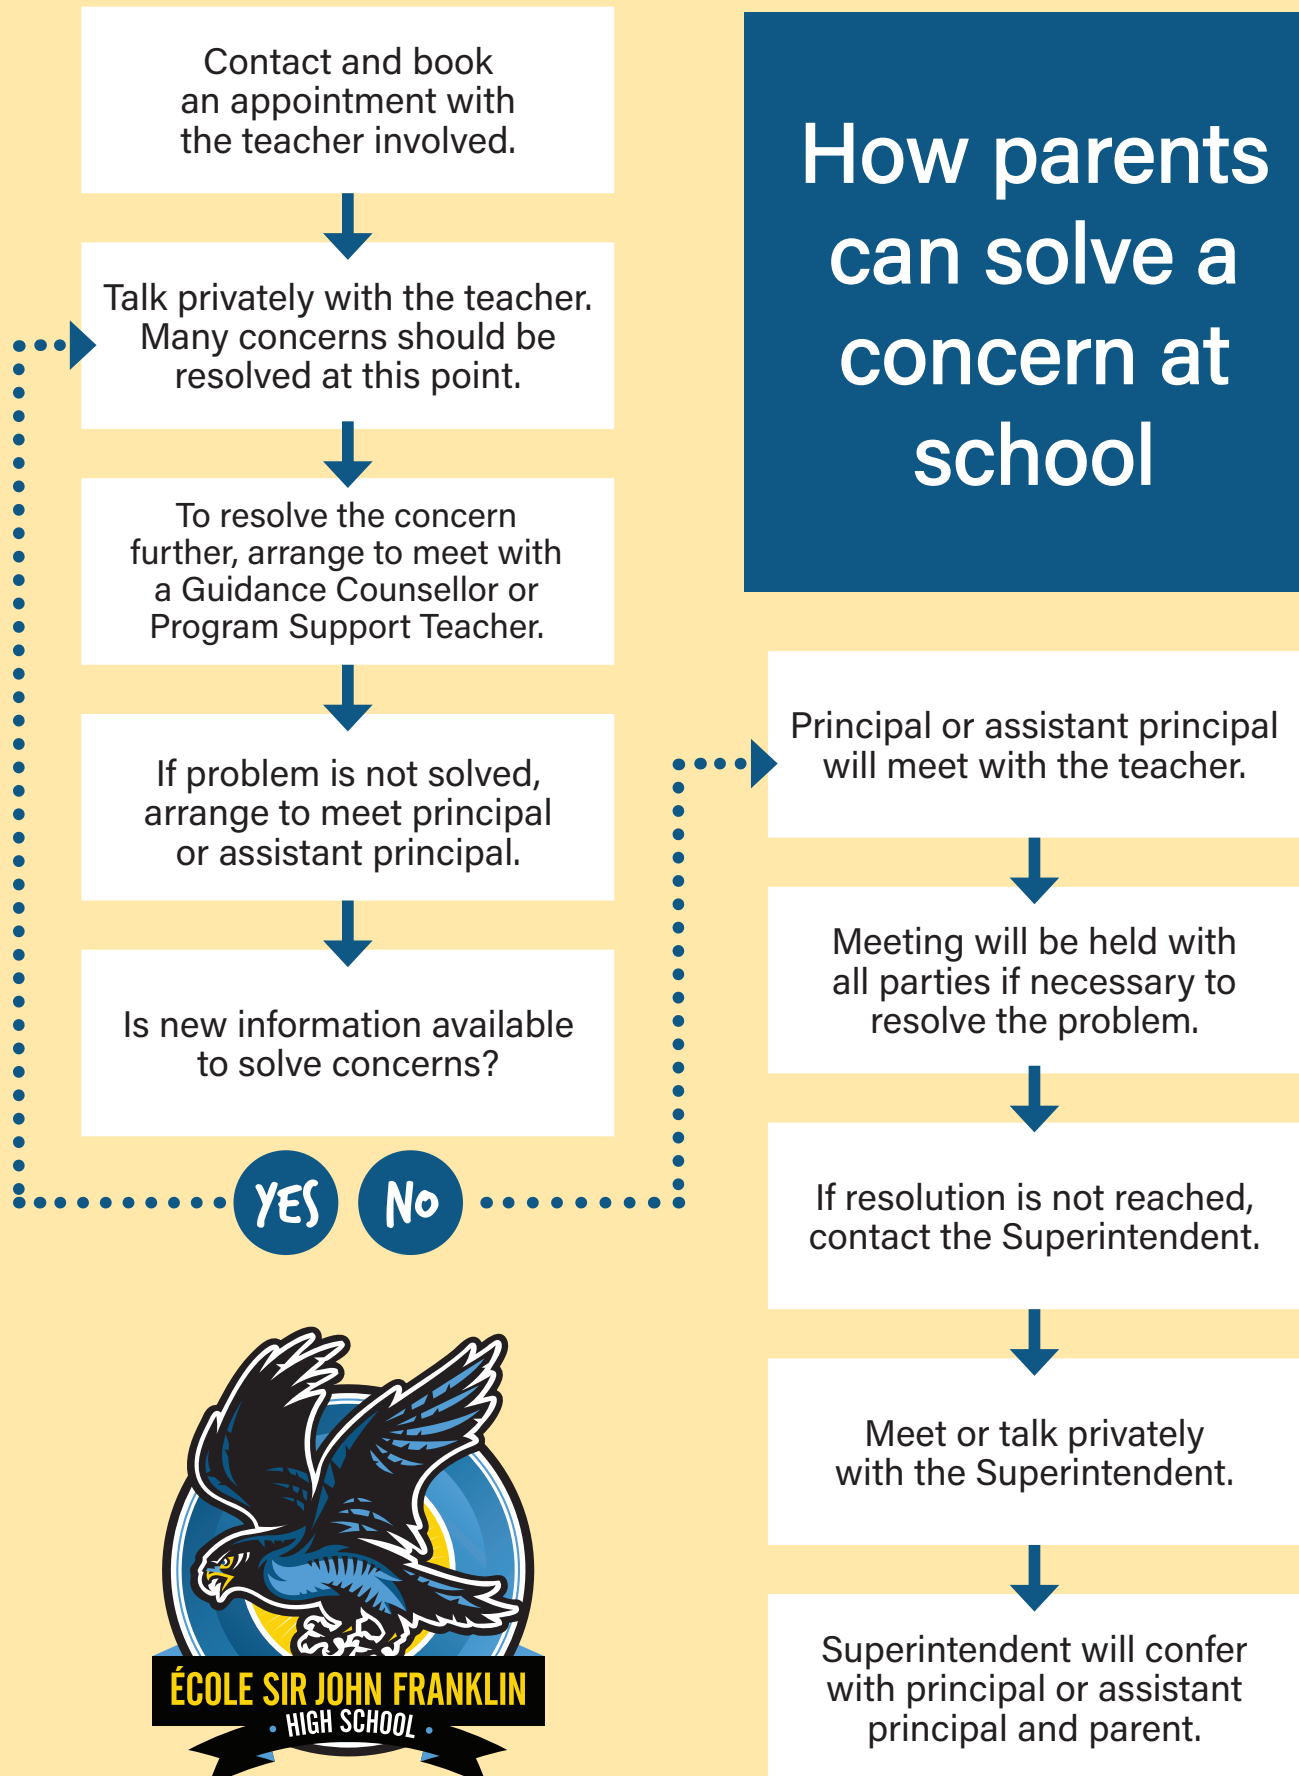 How parents
can solve a
concern at
school
Contact and book
an appointment with
the teacher involved.
Talk privately with the teacher.
Many concerns should be
resolved at this point.
To resolve the concern
further, arrange to meet with
a Guidance Counsellor or
Program Support Teacher.
If problem is not solved,
arrange to meet principal
or assistant principal.
Is new information available
to solve concerns?
YES
NO
Principal or assistant principal
will meet with the teacher.
Meeting will be held with
all parties if necessary to
resolve the problem.
If resolution is not reached,
contact the Superintendent.
Meet or talk privately
with the Superintendent.
Superintendent will confer
with principal or assistant
principal and parent.
ÉCOLE SIR JOHN FRANKLIN
• HIGH SCHOOL •